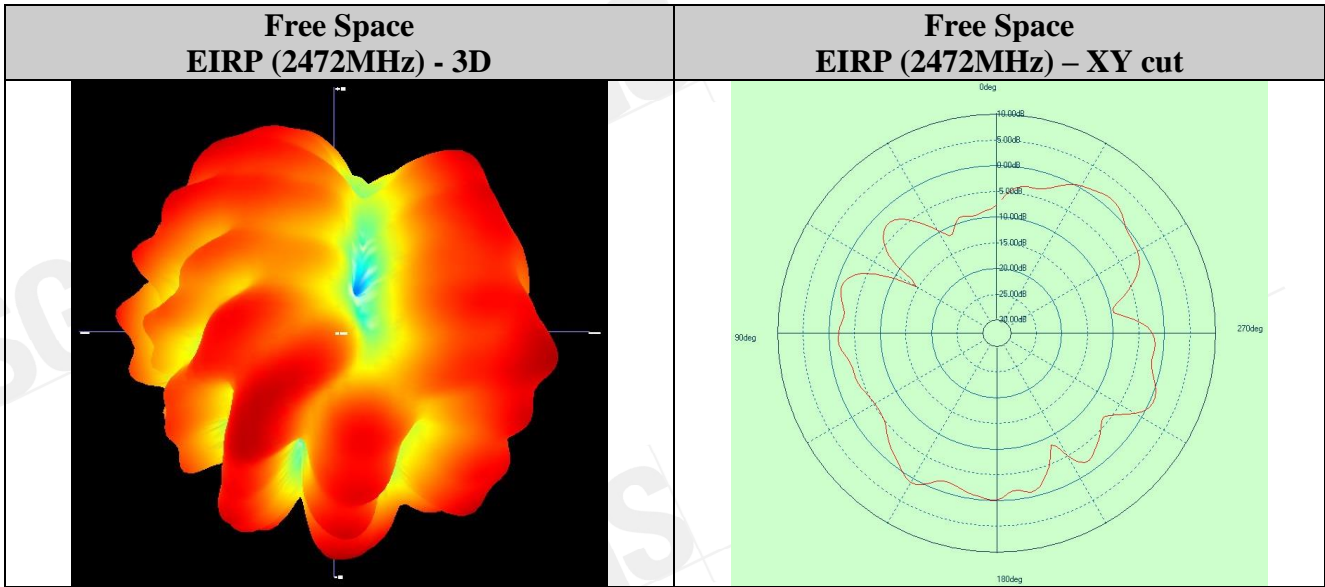 Free Space
EIRP (2472MHz) - 3D
Free Space
EIRP (2472MHz) – XY cut
0deg
10.00dB
5.00dB
0.00dB
-5.00dB
10.00dB
15.00dB
20.00dB
25.00dB
30.00dB
90deg
270deg
180deg